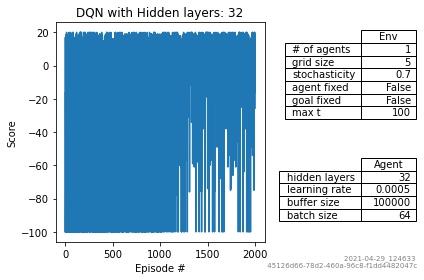 DQN with Hidden layers: 32
Score
20
0
−20
−40
−60
−80
−100
0 500 1000 1500 2000
Episode #
Env
# of agents 1
grid size 5
stochasticity 0.7
agent fixed False
goal fixed False
max t 100
Agent
hidden layers 32
learning rate 0.0005
buffer size 100000
batch size 64
2021-04-29_124633
45126d66-78d2-460a-96c8-f1dd4482047c